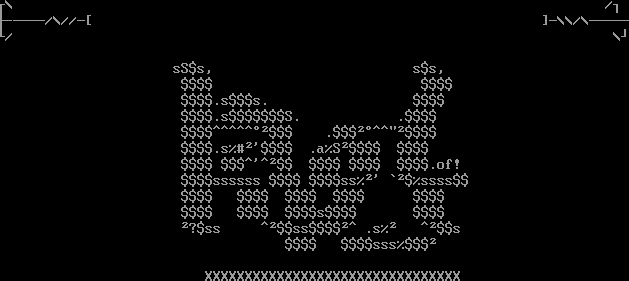 sS$s, s$s,
$$$$ $$$$
$$$$.s$$$s. $$$$
$$$$.s$$$$$$$S. .$$$$
$$$$^^^^^°²$$$ .$$$²°^^"²$$$$
$$$$.s%#²'$$$$ .a%S²$$$$ $$$$
$$$$ $$$^'^²$$ $$$$ $$$$ $$$$.of!
$$$$ssssss $$$$ $$$$ss%²' `²$%ssss$$
$$$$ $$$$ $$$$ $$$$ $$$$
$$$$ $$$$ $$$$s$$$$ $$$$
²?$ss ^²$$ss$$$$²^ .s%² ^²$$s
$$$$ $$$$sss%$$$²
XXXXXXXXXXXXXXXXXXXXXXXXXXXXXXXX